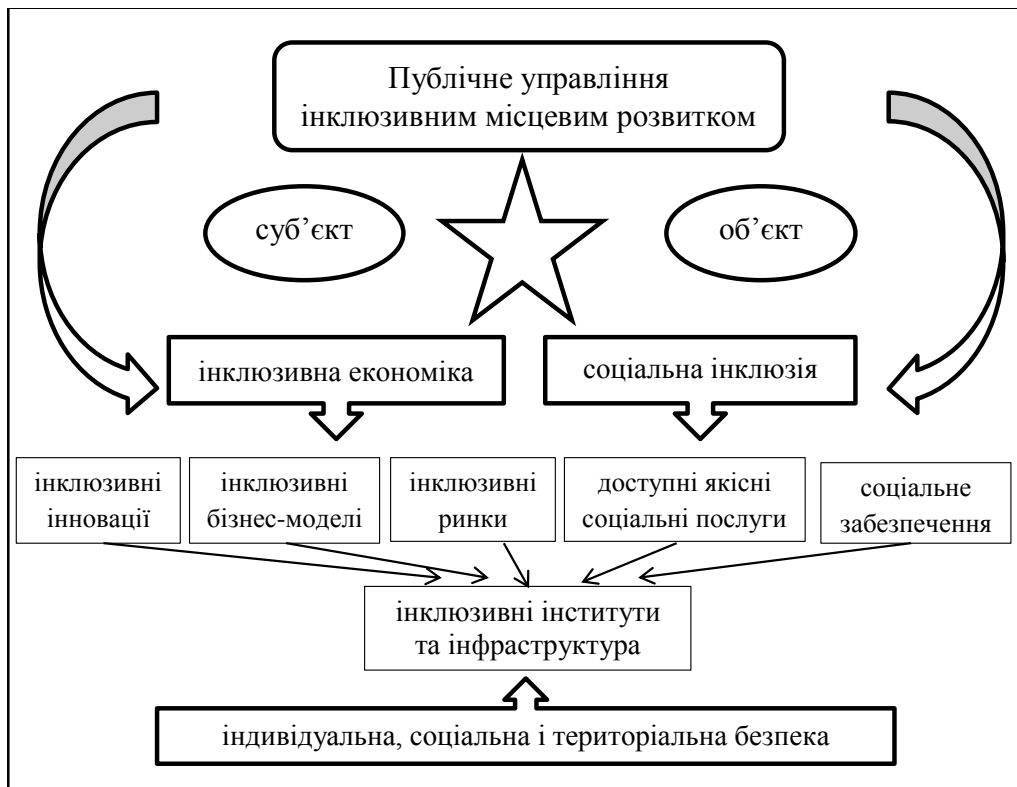 Публічне управління
інклюзивним місцевим розвитком
суб’єкт
об’єкт
інклюзивна економіка
соціальна інклюзія
інклюзивні
інновації
інклюзивні
бізнес-моделі
інклюзивні
ринки
доступні якісні
соціальні послуги
соціальне
забезпечення
інклюзивні інститути
та інфраструктура
індивідуальна, соціальна і територіальна безпека